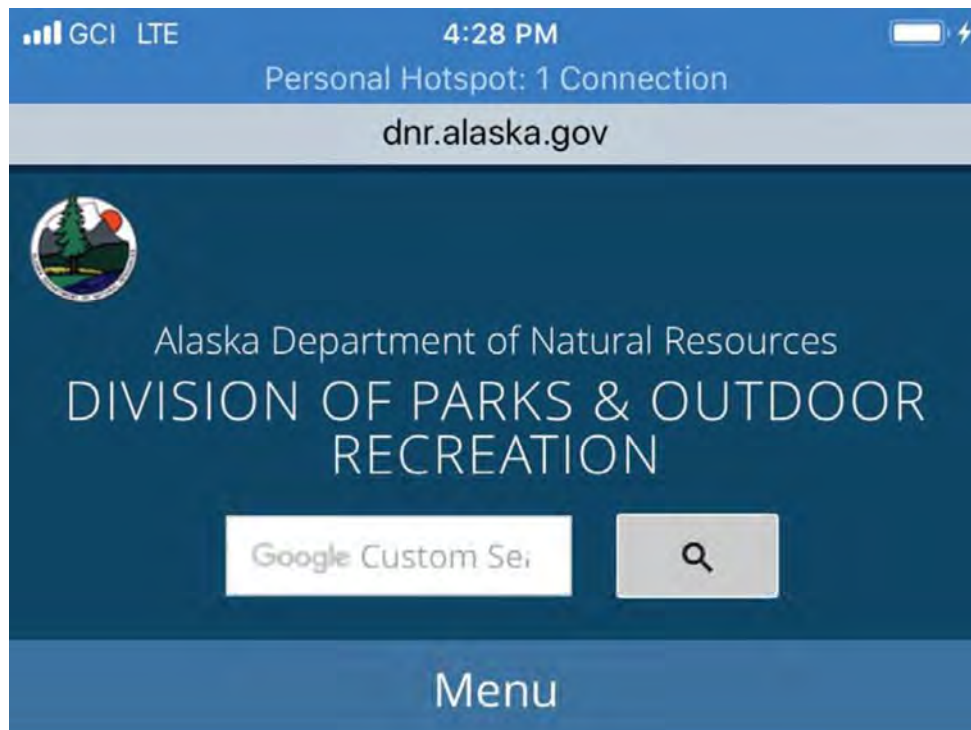 GCI LTE 4:28 PM
Personal Hotspot: 1 Connection
dnr.alaska.gov
Alaska Department of Natural Resources
DIVISION OF PARKS & OUTDOOR
RECREATION
Google Custom Sea
Menu